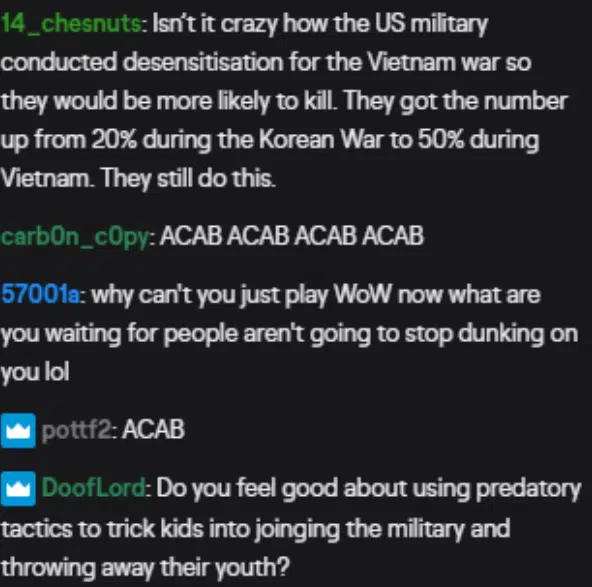 14_chesnuts: Isn't it crazy how the US military
conducted desensitisation for the Vietnam war so
they would be more likely to kill. They got the number
up from 20% during the Korean War to 50% during
Vietnam. They still do this.
carb0n_c0py: ACAB ACAB ACAB ACAB
57001a: why can't you just play WoW now what are
you waiting for people aren't going to stop dunking on
you lol
pottf2: ACAB
DoofLord: Do you feel good about using predatory
tactics to trick kids into joinging the military and
throwing away their youth?